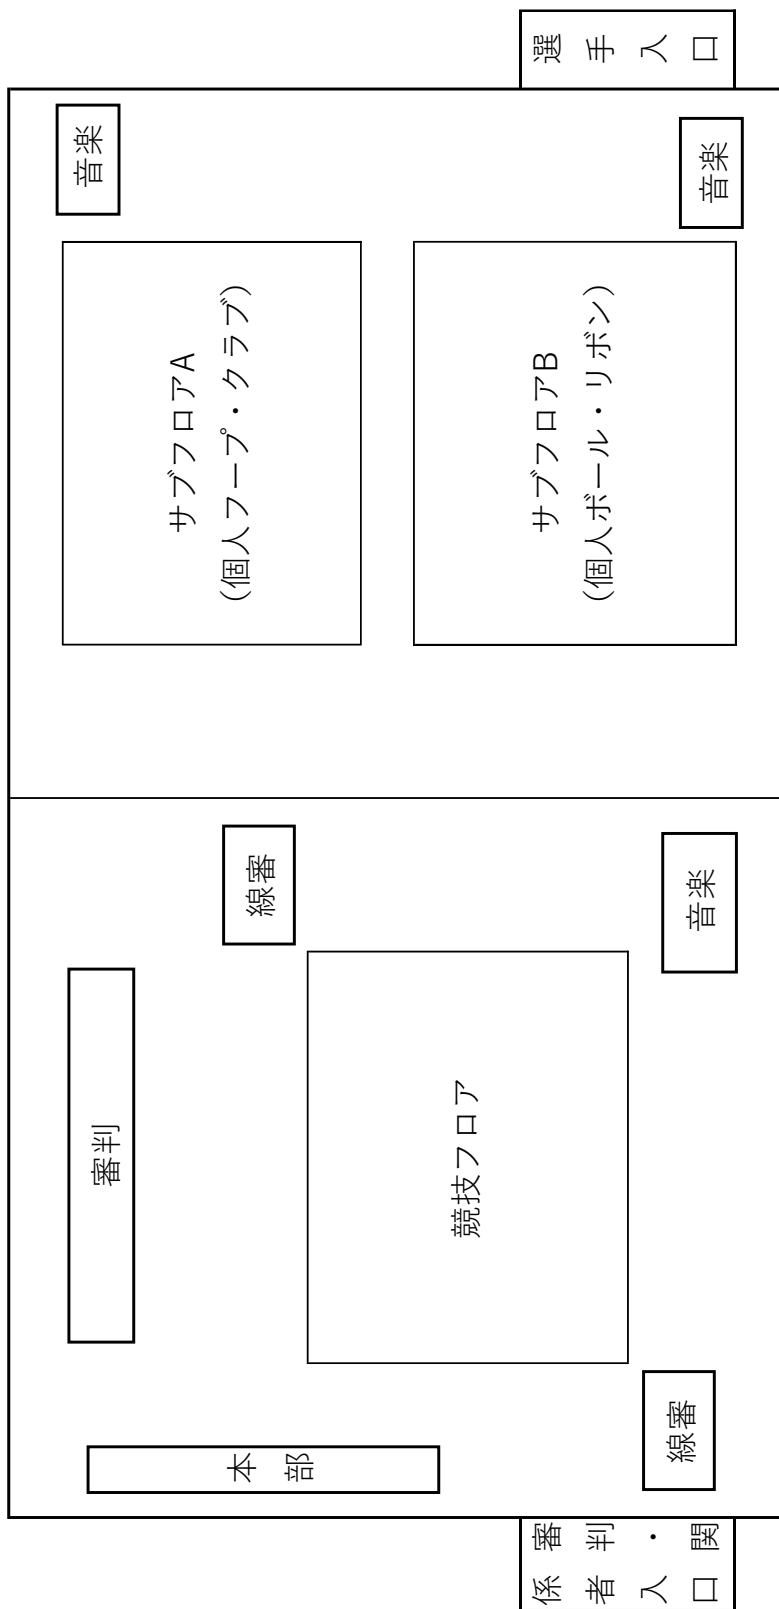 選手入口
音楽
音楽
サブフロアA
(個人フープ・クラブ)
サブフロアB
(個人ボール・リボン)
線審
音楽
審判
競技フロア
線審
本部
審判・関
係者入口